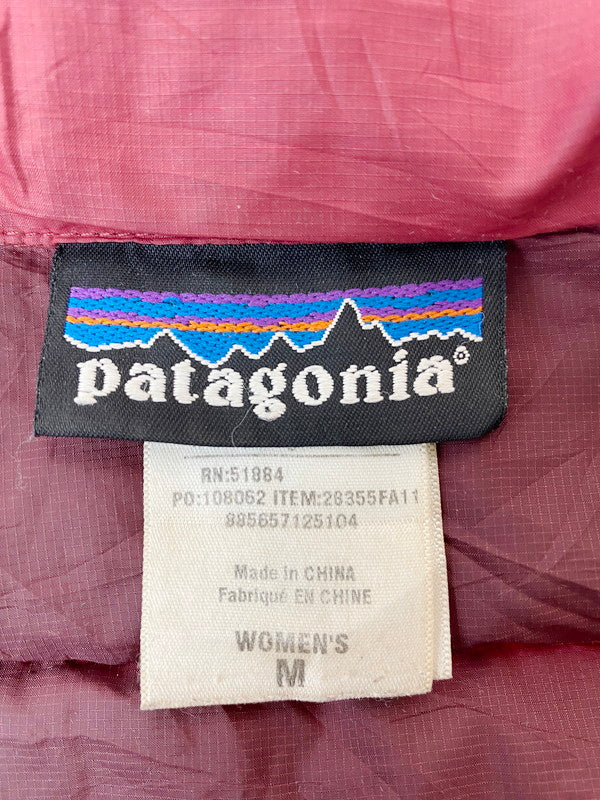 patagonia®
RN:51884
PO:108062 ITEM:28355FA11
885657125104
Made in CHINA
Fabriqué EN CHINE
WOMEN'S
M